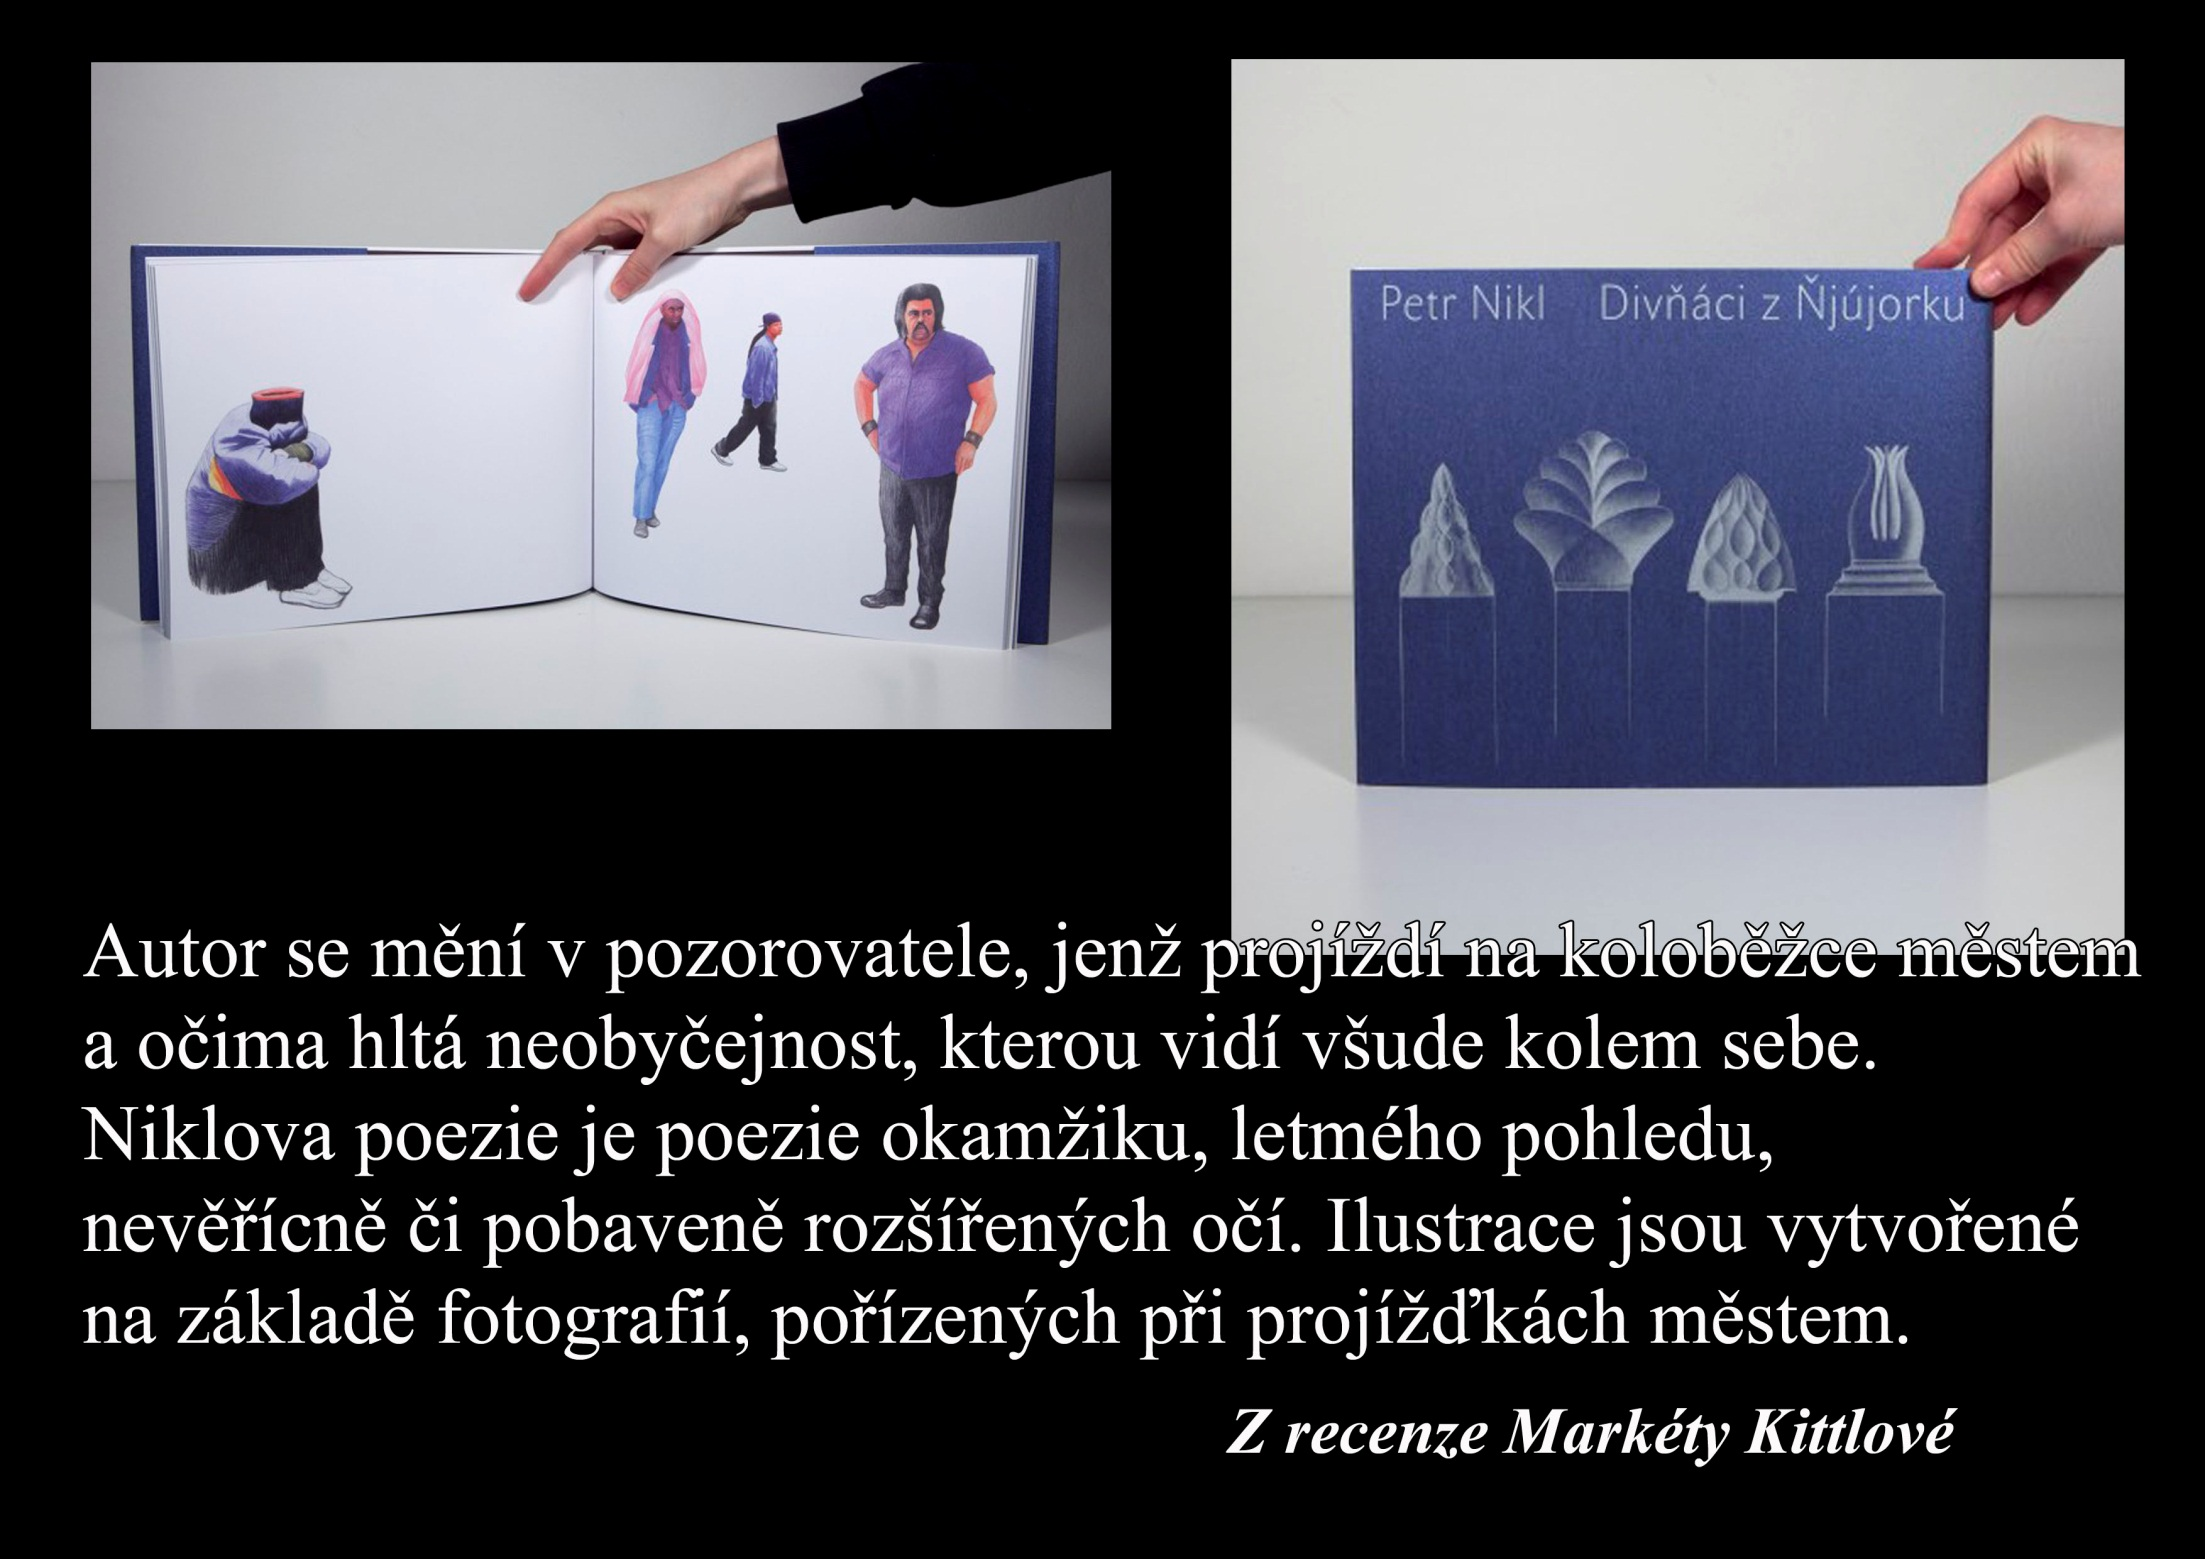 Petr Nikl Divňáci z Ňjújorku
Autor se mění v pozorovatele, jenž projíždí na koloběžce městem
a očima hltá neobyčejnost, kterou vidí všude kolem sebe.
Niklova poezie je poezie okamžiku, letmého pohledu,
nevěřícně či pobaveně rozšířených očí. Ilustrace jsou vytvořené
na základě fotografií, pořízených při projížďkách městem.
Z recenze Markéty Kittlové